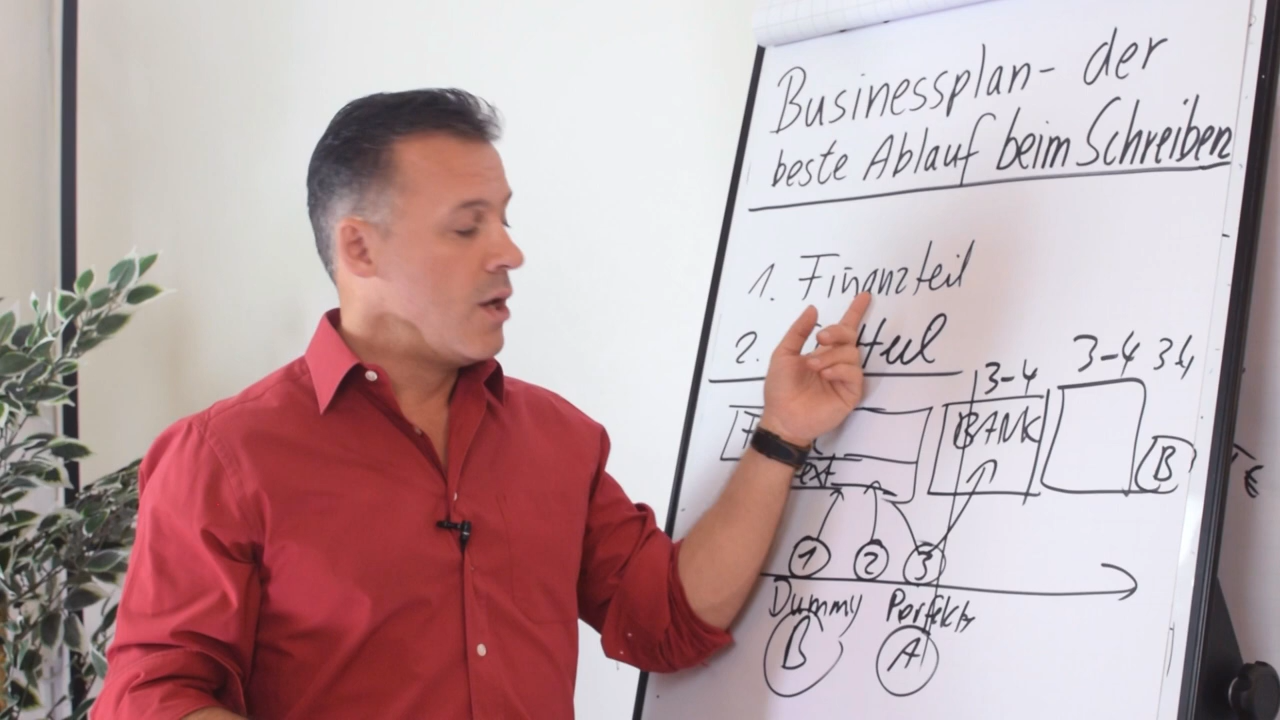 Businessplan - der
beste Ablauf beim Schreiben
1. Finanzteil
2.
3-4 3-4 3-4
BANK
B
1 2 3
Dummy Perfekt
B A
€